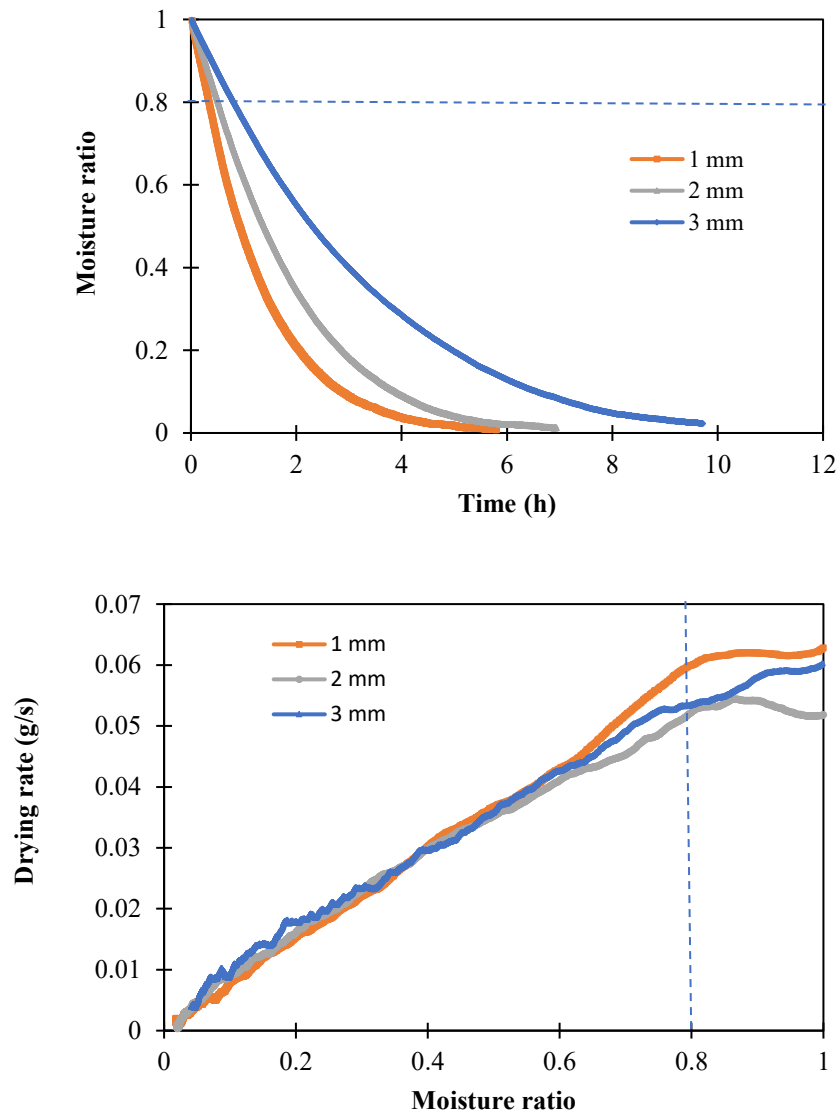 1
0.8
0.6
0.4
0.2
0
Moisture ratio
1 mm
2 mm
3 mm
0 2 4 6 8 10 12
Time (h)
0.07
0.06
0.05
0.04
0.03
0.02
0.01
0
Drying rate (g/s)
1 mm
2 mm
3 mm
0 0.2 0.4 0.6 0.8 1
Moisture ratio